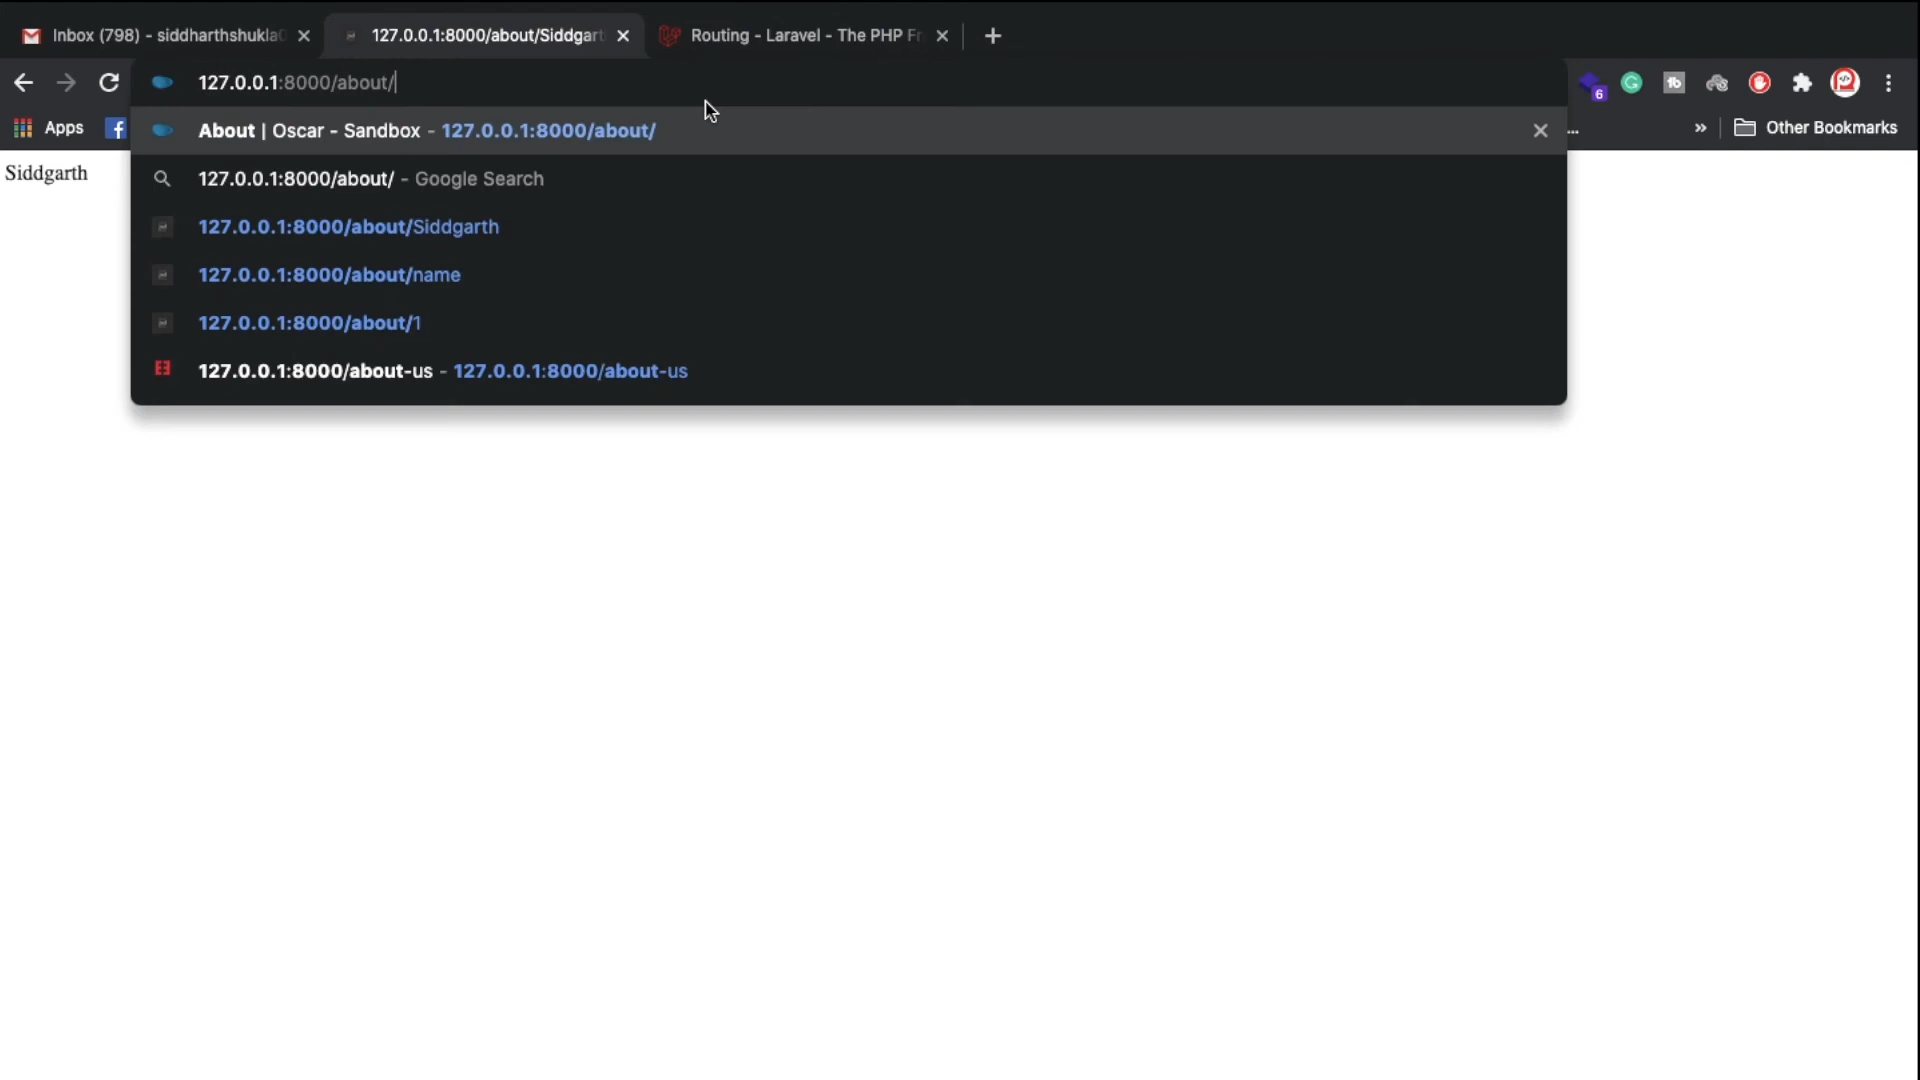 Inbox (798) - siddharthshukla
127.0.0.1:8000/about/Siddgart
Routing - Laravel - The PHP Fr
127.0.0.1:8000/about/
6
G
tb
Apps
f
...
»
Other Bookmarks
About | Oscar - Sandbox - 127.0.0.1:8000/about/
127.0.0.1:8000/about/ - Google Search
127.0.0.1:8000/about/Siddgarth
127.0.0.1:8000/about/name
127.0.0.1:8000/about/1
127.0.0.1:8000/about-us - 127.0.0.1:8000/about-us
Siddgarth